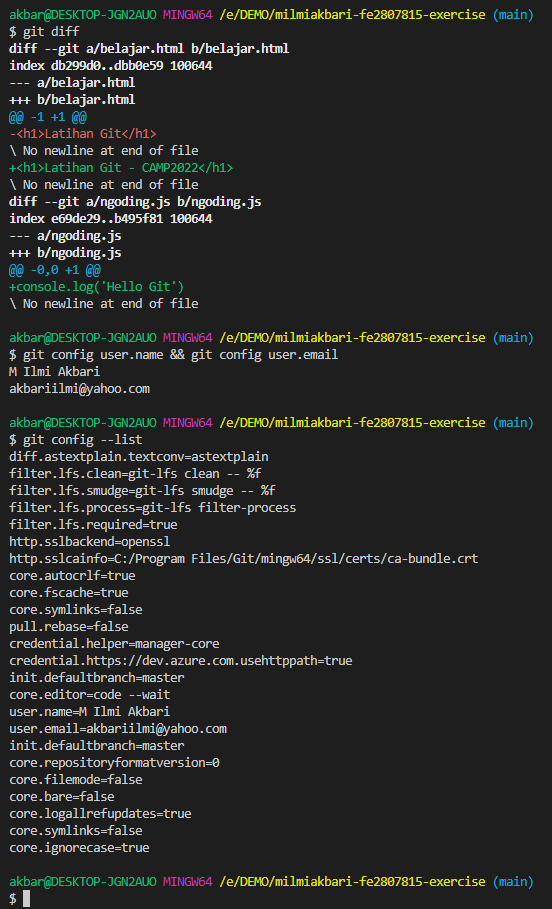 akbar@DESKTOP-JGN2AUO MINGW64 /e/DEMO/milmiakbari-fe2807815-exercise (main)
$ git diff
diff --git a/belajar.html b/belajar.html
index db299d0..dbb0e59 100644
--- a/belajar.html
+++ b/belajar.html
@@ -1 +1 @@
-<h1>Latihan Git</h1>
\ No newline at end of file
+<h1>Latihan Git - CAMP2022</h1>
\ No newline at end of file
diff --git a/ngoding.js b/ngoding.js
index e69de29..b495f81 100644
--- a/ngoding.js
+++ b/ngoding.js
@@ -0,0 +1 @@
+console.log('Hello Git')
\ No newline at end of file

akbar@DESKTOP-JGN2AUO MINGW64 /e/DEMO/milmiakbari-fe2807815-exercise (main)
$ git config user.name && git config user.email
M Ilmi Akbari
akbariilmi@yahoo.com

akbar@DESKTOP-JGN2AUO MINGW64 /e/DEMO/milmiakbari-fe2807815-exercise (main)
$ git config --list
diff.astextplain.textconv=astextplain
filter.lfs.clean=git-lfs clean -- %f
filter.lfs.smudge=git-lfs smudge -- %f
filter.lfs.process=git-lfs filter-process
filter.lfs.required=true
http.sslbackend=openssl
http.sslcainfo=C:/Program Files/Git/mingw64/ssl/certs/ca-bundle.crt
core.autocrlf=true
core.fscache=true
core.symlinks=false
pull.rebase=false
credential.helper=manager-core
credential.https://dev.azure.com.usehttppath=true
init.defaultbranch=master
core.editor=code --wait
user.name=M Ilmi Akbari
user.email=akbariilmi@yahoo.com
init.defaultbranch=master
core.repositoryformatversion=0
core.filemode=false
core.bare=false
core.logallrefupdates=true
core.symlinks=false
core.ignorecase=true

akbar@DESKTOP-JGN2AUO MINGW64 /e/DEMO/milmiakbari-fe2807815-exercise (main)
$